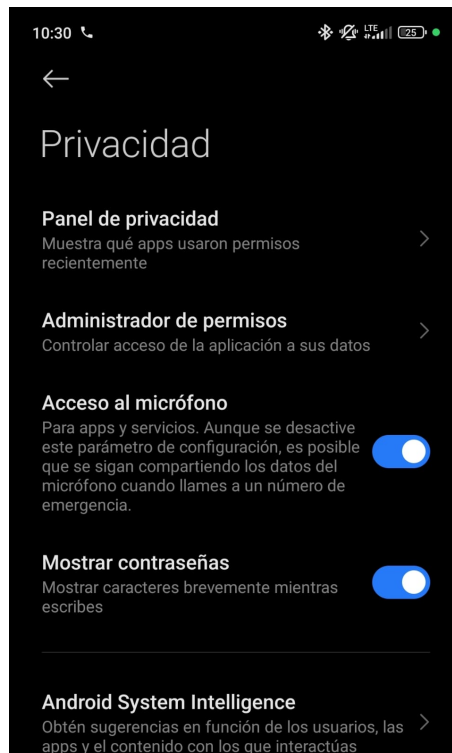 10:30
LTE
25
Privacidad
Panel de privacidad
Muestra qué apps usaron permisos
recientemente
Administrador de permisos
Controlar acceso de la aplicación a sus datos
Acceso al micrófono
Para apps y servicios. Aunque se desactive
este parámetro de configuración, es posible
que se sigan compartiendo los datos del
micrófono cuando llames a un número de
emergencia.
Mostrar contraseñas
Mostrar caracteres brevemente mientras
escribes
Android System Intelligence
Obtén sugerencias en función de los usuarios, las
apps y el contenido con los que interactúas